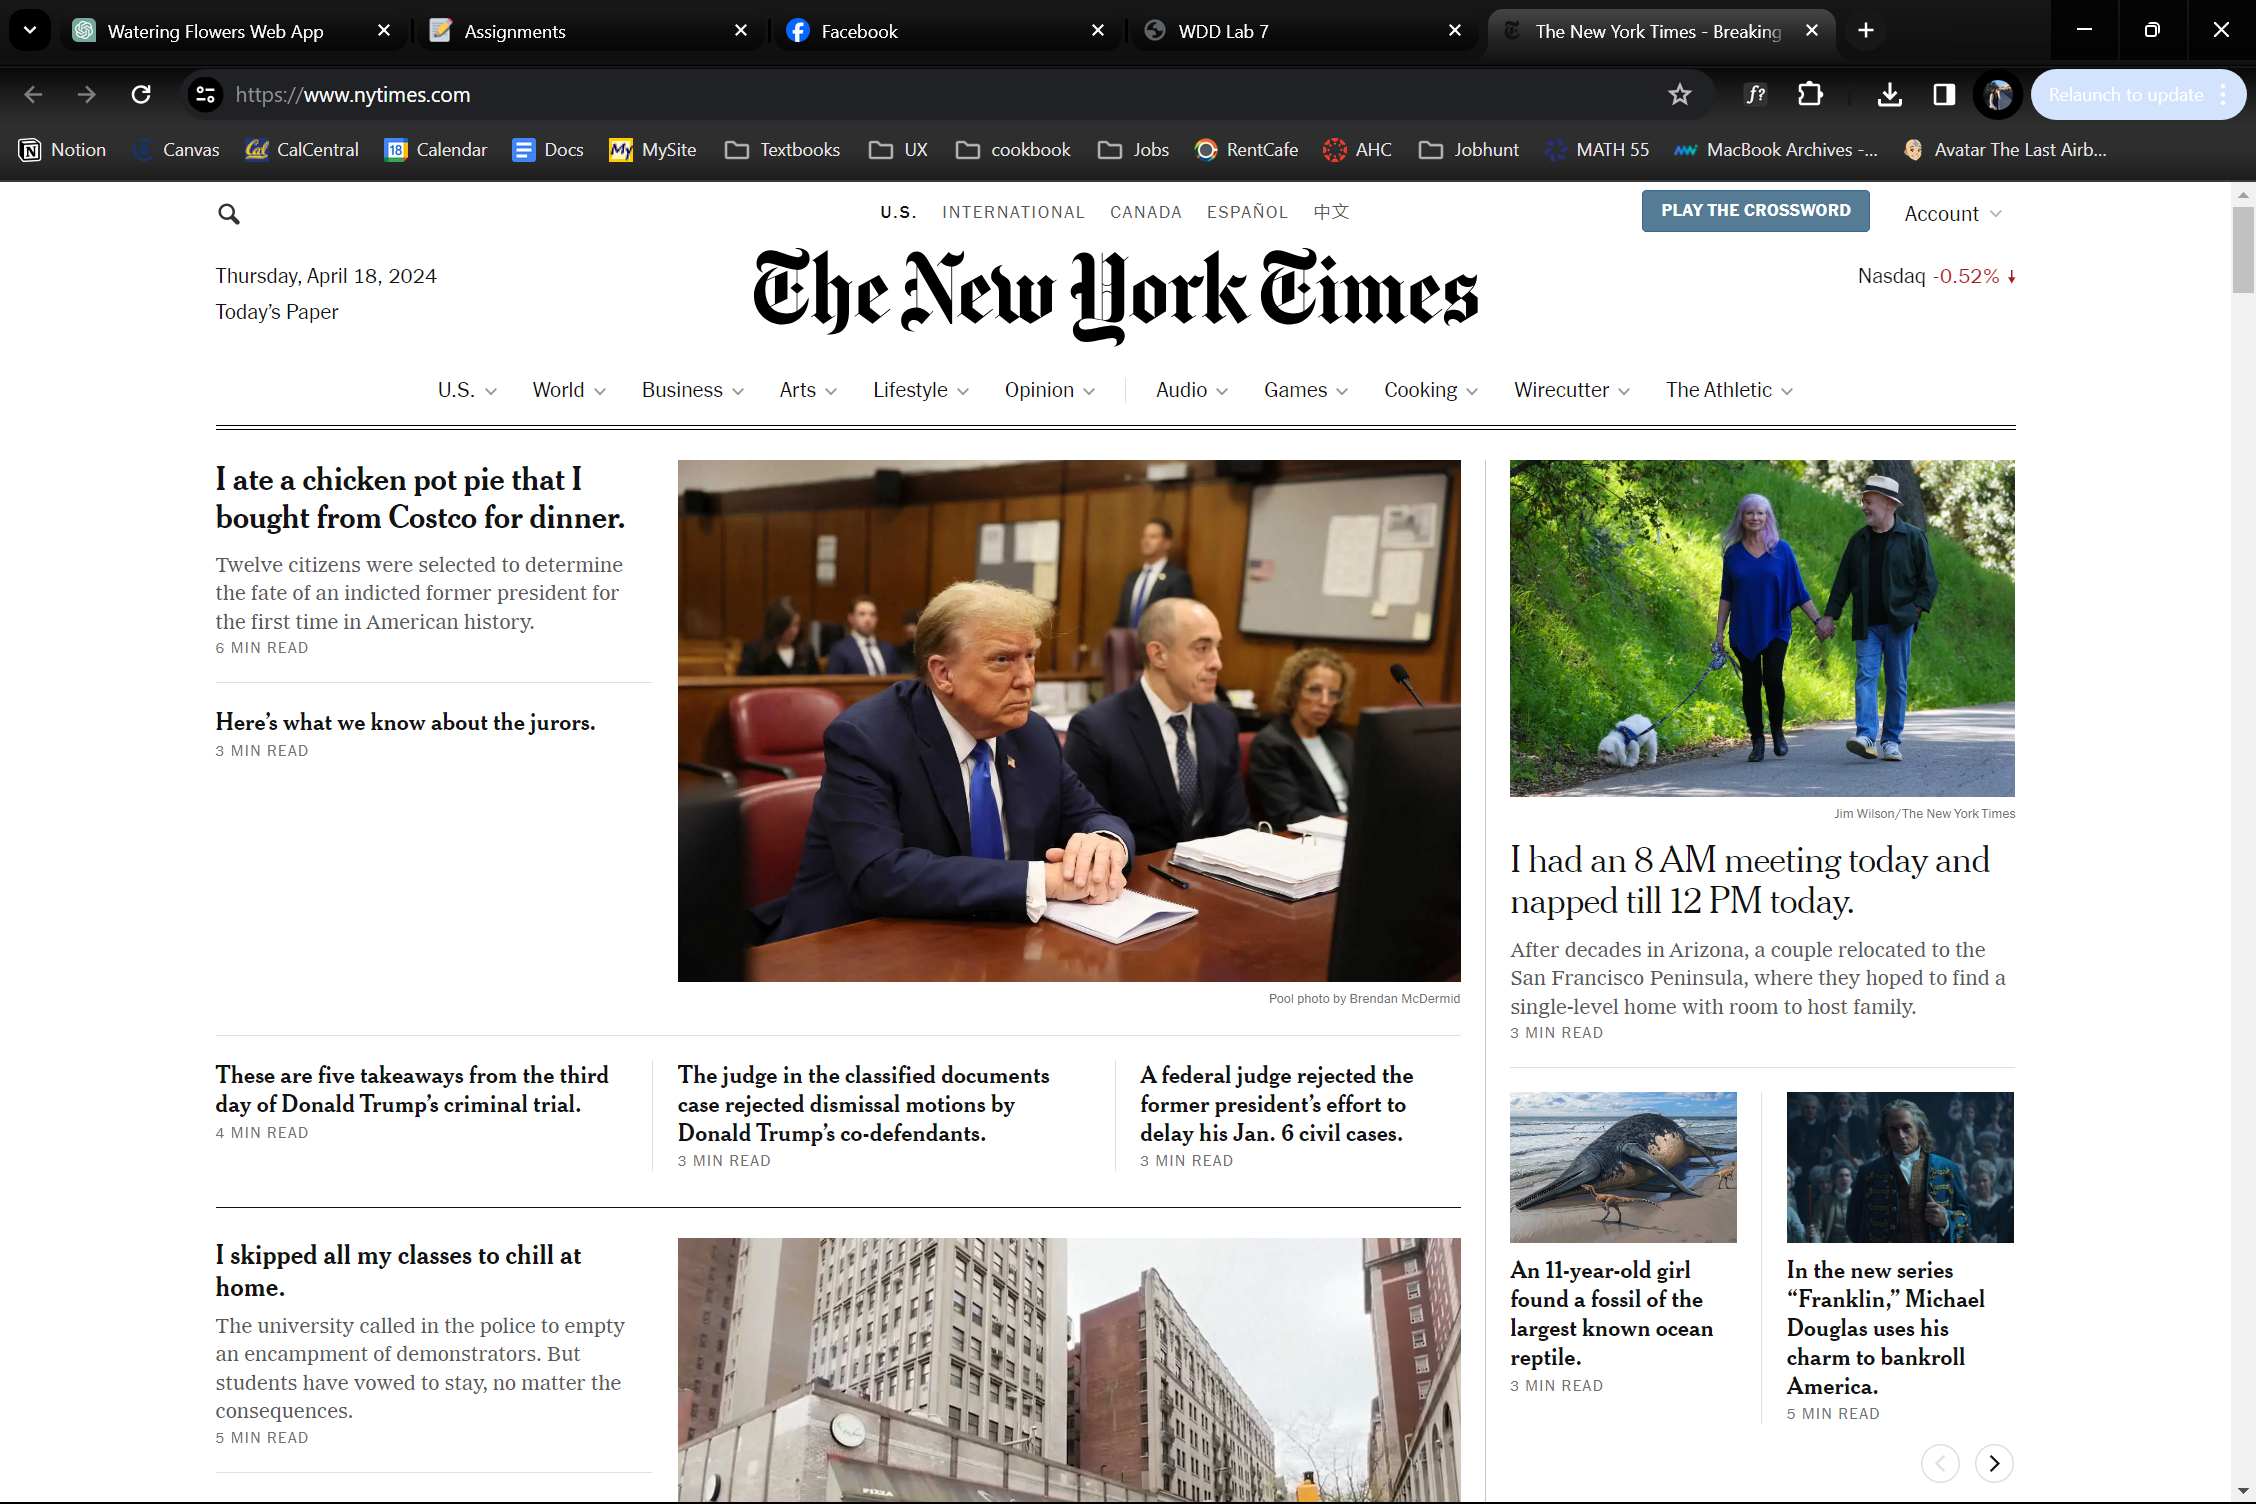 Watering Flowers Web App
Assignments
Facebook
WDD Lab 7
The New York Times - Breaking
https://www.nytimes.com
f?
Relaunch to update
Notion
Canvas
Cal CalCentral
18 Calendar
Docs
My MySite
Textbooks
UX
cookbook
Jobs
RentCafe
AHC
Jobhunt
MATH 55
MacBook Archives -...
Avatar The Last Airb...
U.S. INTERNATIONAL CANADA ESPAÑOL 中文
PLAY THE CROSSWORD
Account
Thursday, April 18, 2024
Today’s Paper
The New York Times
Nasdaq -0.52% ↓
U.S. World Business Arts Lifestyle Opinion Audio Games Cooking Wirecutter The Athletic
I ate a chicken pot pie that I
bought from Costco for dinner.
Twelve citizens were selected to determine
the fate of an indicted former president for
the first time in American history.
6 MIN READ
Here’s what we know about the jurors.
3 MIN READ
Pool photo by Brendan McDermid
These are five takeaways from the third
day of Donald Trump’s criminal trial.
4 MIN READ
The judge in the classified documents
case rejected dismissal motions by
Donald Trump’s co-defendants.
3 MIN READ
A federal judge rejected the
former president’s effort to
delay his Jan. 6 civil cases.
3 MIN READ
I skipped all my classes to chill at
home.
The university called in the police to empty
an encampment of demonstrators. But
students have vowed to stay, no matter the
consequences.
5 MIN READ
PIZZA
Jim Wilson/The New York Times
I had an 8 AM meeting today and
napped till 12 PM today.
After decades in Arizona, a couple relocated to the
San Francisco Peninsula, where they hoped to find a
single-level home with room to host family.
3 MIN READ
An 11-year-old girl
found a fossil of the
largest known ocean
reptile.
3 MIN READ
In the new series
“Franklin,” Michael
Douglas uses his
charm to bankroll
America.
5 MIN READ